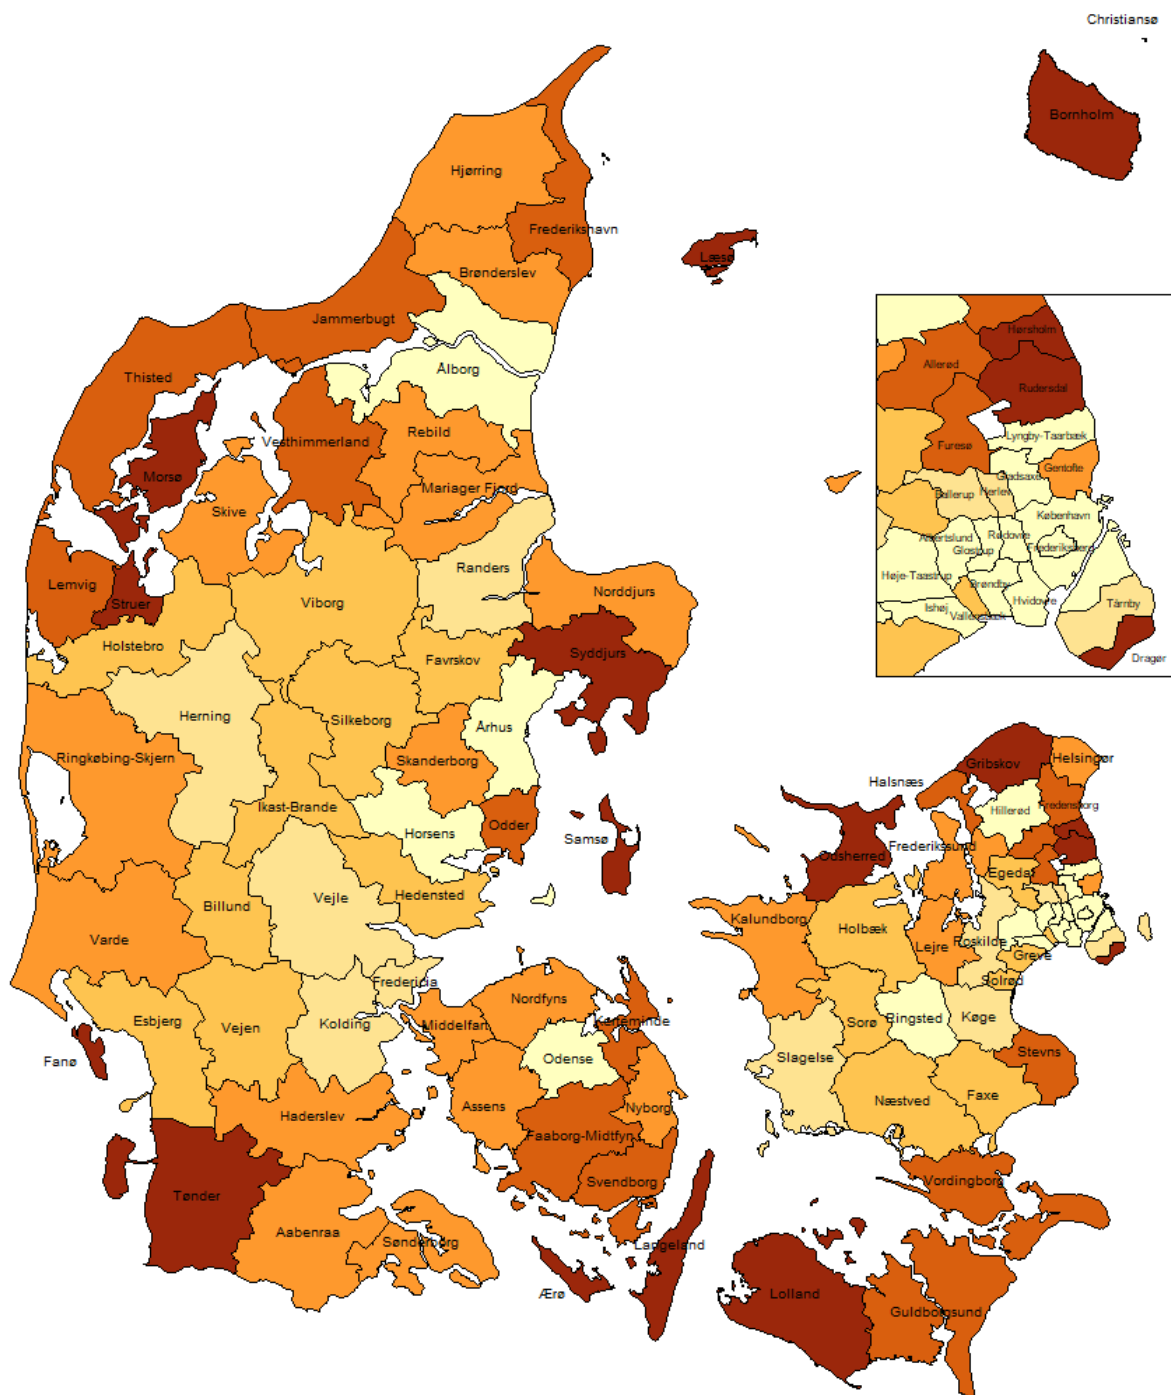 Christiansø
Bornholm
Hjørring
Frederikshavn
Læsø
Brønderslev
Jammerbugt
Ålborg
Thisted
Vesthimmerland
Rebild
Morsø
Mariager Fjord
Skive
Randers
Lemvig
Struer
Viborg
Norddjurs
Holstebro
Syddjurs
Favrskov
Herning
Silkeborg
Århus
Ringkøbing-Skjern
Skanderborg
Ikast-Brande
Horsens
Odder
Samsø
Hedensted
Billund
Vejle
Varde
Fredericia
Esbjerg
Vejen
Kolding
Fanø
Haderslev
Tønder
Aabenraa
Sønderborg
Nordfyns
Middelfart
Kerteminde
Odense
Assens
Nyborg
Faaborg-Midtfyn
Svendborg
Langeland
Ærø
Hørsholm
Allerød
Rudersdal
Furesø
Lyngby-Taarbæk
Gentofte
Gladsaxe
Ballerup
Herlev
København
Albertslund
Rødovre
Glostrup
Frederiksberg
Høje-Taastrup
Brøndby
Hvidovre
Ishøj
Vallensbæk
Tårnby
Dragør
Gribskov
Helsingør
Halsnæs
Hillerød
Fredensborg
Odsherred
Frederikssund
Egedal
Kalundborg
Holbæk
Lejre
Roskilde
Greve
Solrød
Sorø
Ringsted
Køge
Slagelse
Stevns
Næstved
Faxe
Vordingborg
Lolland
Guldborgsund